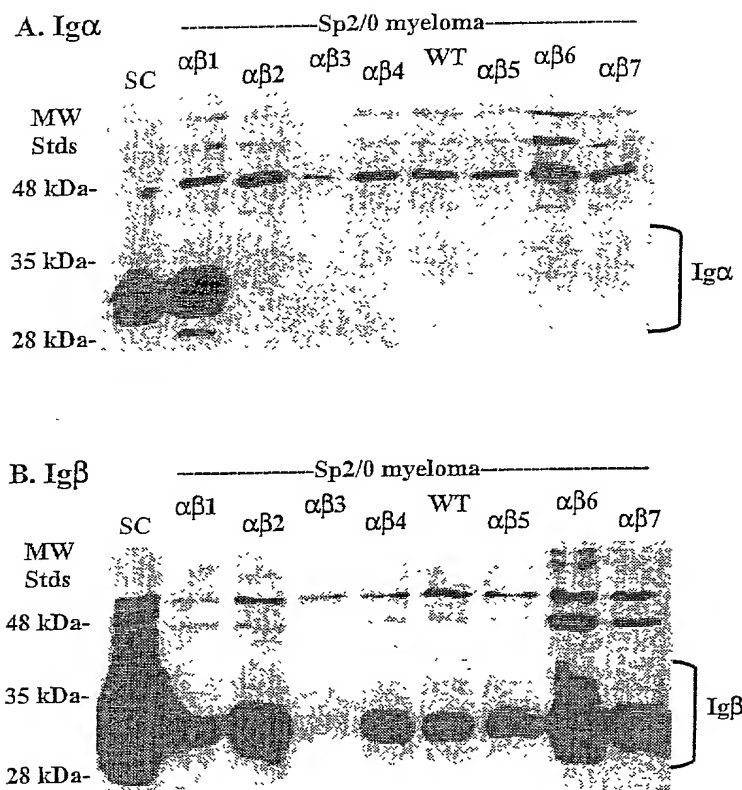 A. Igα
--------Sp2/0 myeloma--------
SC αβ1 αβ2 αβ3 αβ4 WT αβ5 αβ6 αβ7
MW
Stds
48 kDa-
35 kDa-
Igα
28 kDa-
B. Igβ
--------Sp2/0 myeloma--------
SC αβ1 αβ2 αβ3 αβ4 WT αβ5 αβ6 αβ7
MW
Stds
48 kDa-
35 kDa-
Igβ
28 kDa-